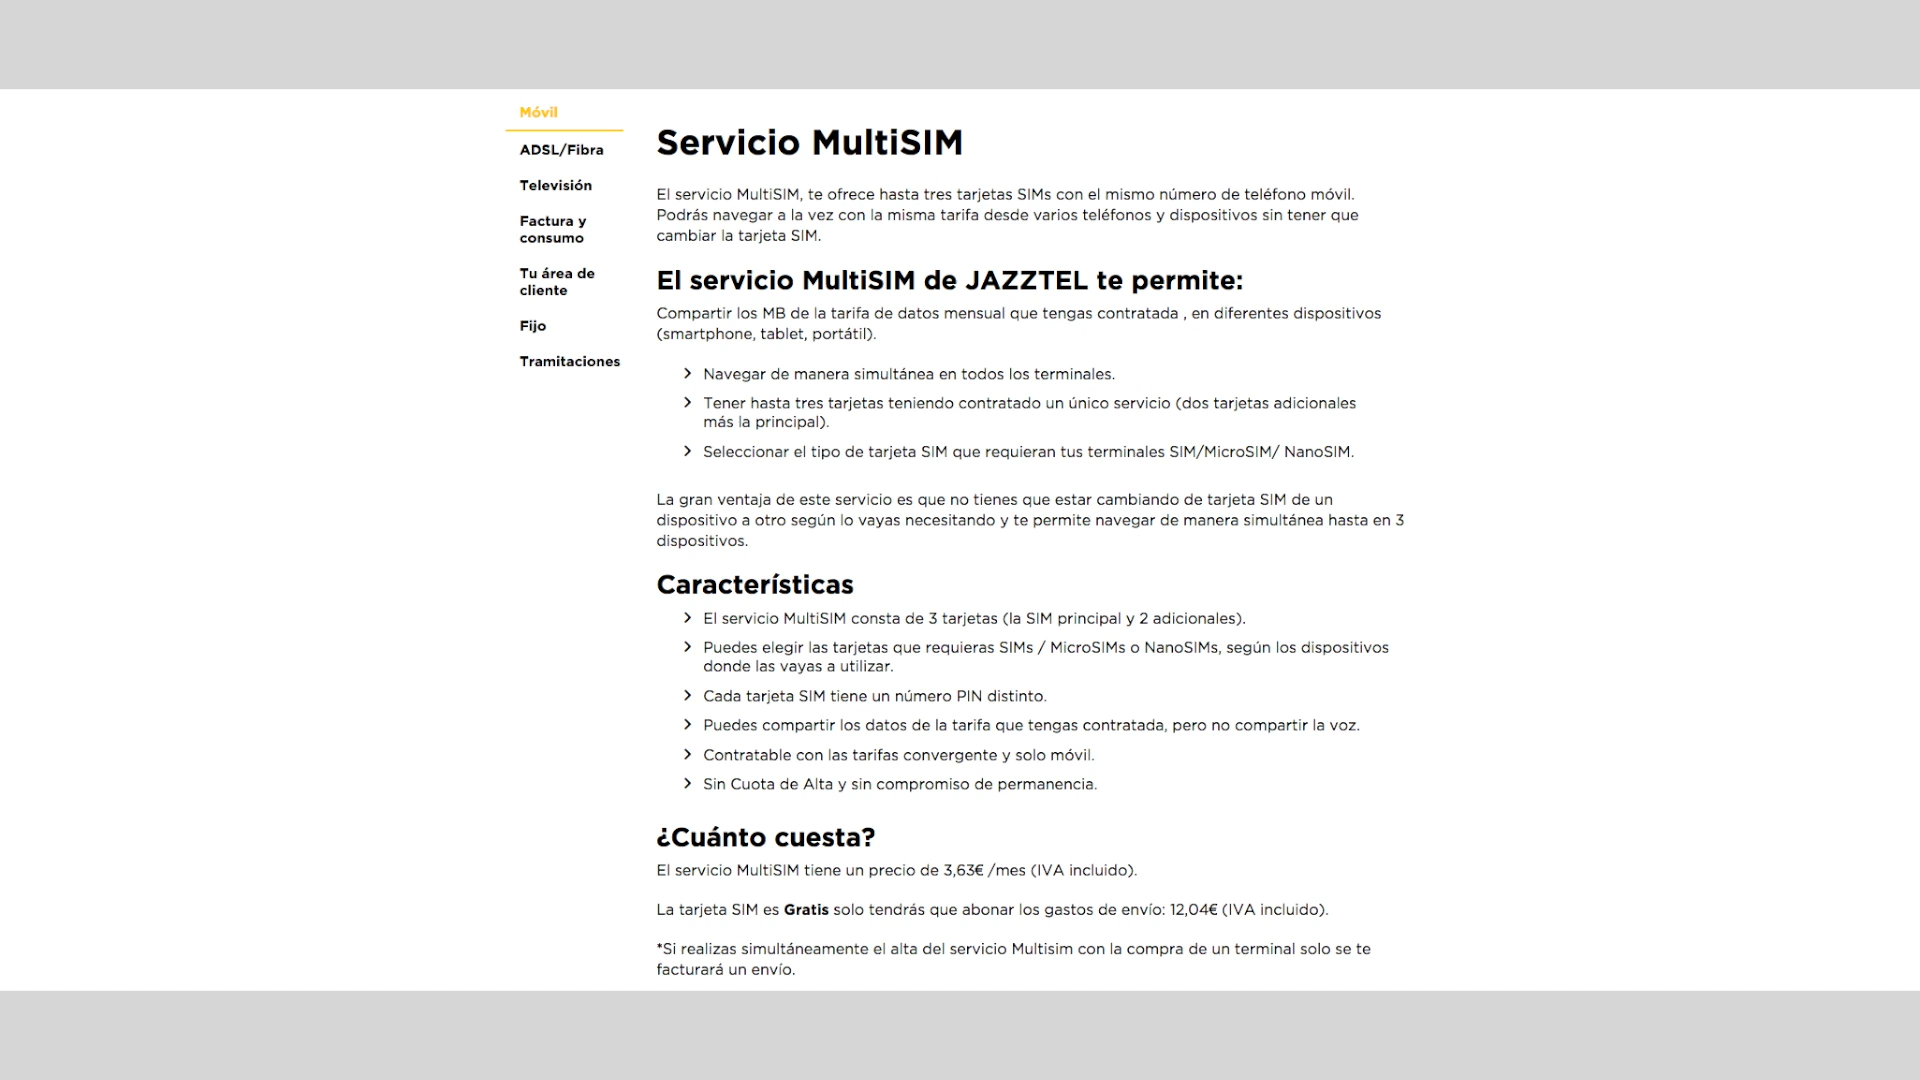 Móvil
ADSL/Fibra
Televisión
Factura y
consumo
Tu área de
cliente
Fijo
Tramitaciones
Servicio MultiSIM
El servicio MultiSIM, te ofrece hasta tres tarjetas SIMs con el mismo número de teléfono móvil.
Podrás navegar a la vez con la misma tarifa desde varios teléfonos y dispositivos sin tener que
cambiar la tarjeta SIM.
El servicio MultiSIM de JAZZTEL te permite:
Compartir los MB de la tarifa de datos mensual que tengas contratada , en diferentes dispositivos
(smartphone, tablet, portátil).
Navegar de manera simultánea en todos los terminales.
Tener hasta tres tarjetas teniendo contratado un único servicio (dos tarjetas adicionales
más la principal).
Seleccionar el tipo de tarjeta SIM que requieran tus terminales SIM/MicroSIM/ NanoSIM.
La gran ventaja de este servicio es que no tienes que estar cambiando de tarjeta SIM de un
dispositivo a otro según lo vayas necesitando y te permite navegar de manera simultánea hasta en 3
dispositivos.
Características
El servicio MultiSIM consta de 3 tarjetas (la SIM principal y 2 adicionales).
Puedes elegir las tarjetas que requieras SIMs / MicroSIMs o NanoSIMs, según los dispositivos
donde las vayas a utilizar.
Cada tarjeta SIM tiene un número PIN distinto.
Puedes compartir los datos de la tarifa que tengas contratada, pero no compartir la voz.
Contratable con las tarifas convergente y solo móvil.
Sin Cuota de Alta y sin compromiso de permanencia.
¿Cuánto cuesta?
El servicio MultiSIM tiene un precio de 3,63€ /mes (IVA incluido).
La tarjeta SIM es Gratis solo tendrás que abonar los gastos de envío: 12,04€ (IVA incluido).
*Si realizas simultáneamente el alta del servicio Multisim con la compra de un terminal solo se te
facturará un envío.